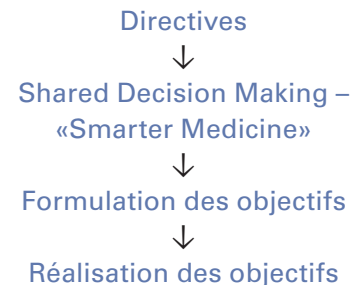 Directives
↓
Shared Decision Making –
«Smarter Medicine»
↓
Formulation des objectifs
↓
Réalisation des objectifs